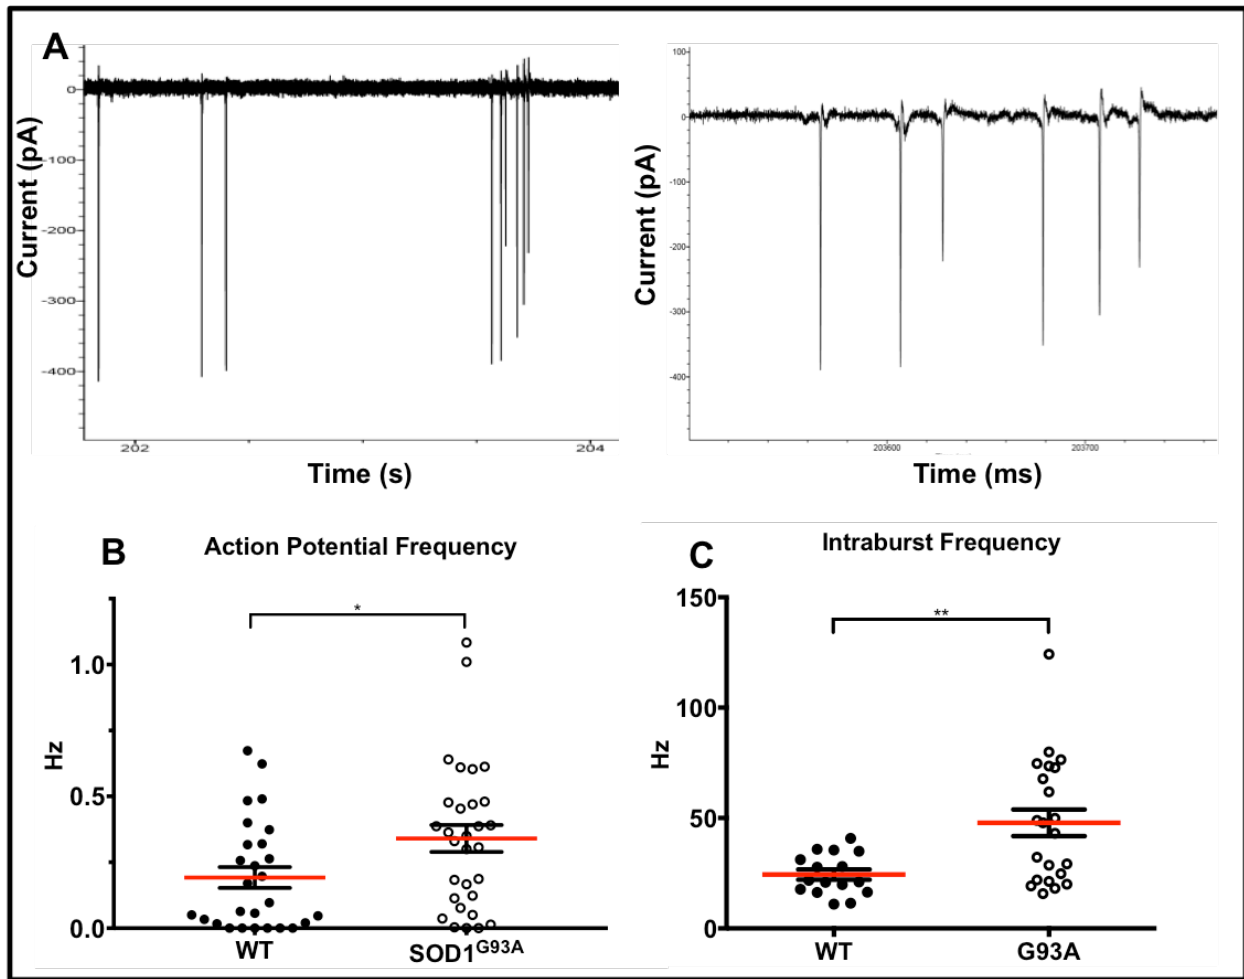 A
Current (pA)
0
-100
-200
-300
-400
202
204
Time (s)
Current (pA)
100
0
-100
-200
-300
-400
203600
203700
Time (ms)
B
Action Potential Frequency
*
Hz
1.0
0.5
0.0
WT
SOD1G93A
C
Intraburst Frequency
**
Hz
150
100
50
0
WT
G93A